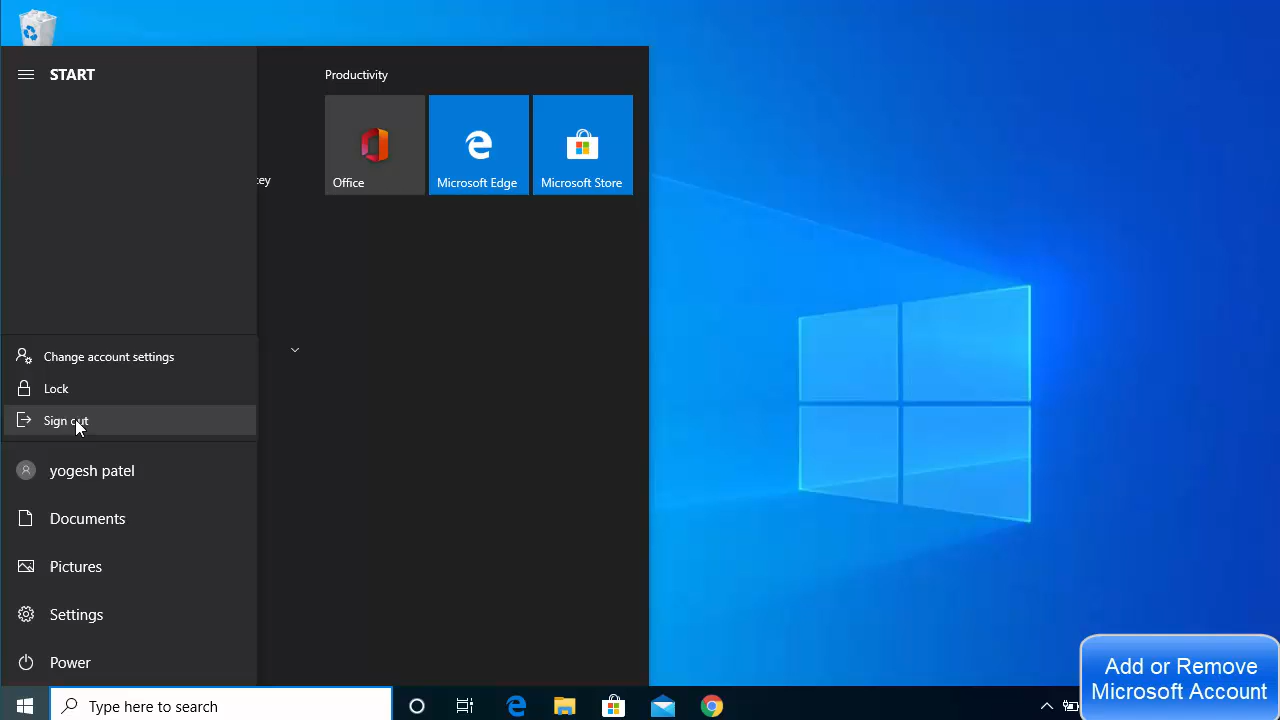 START
Productivity
Office
Microsoft Edge
Microsoft Store
cey
Change account settings
Lock
Sign out
yogesh patel
Documents
Pictures
Settings
Power
Type here to search
Add or Remove
Microsoft Account